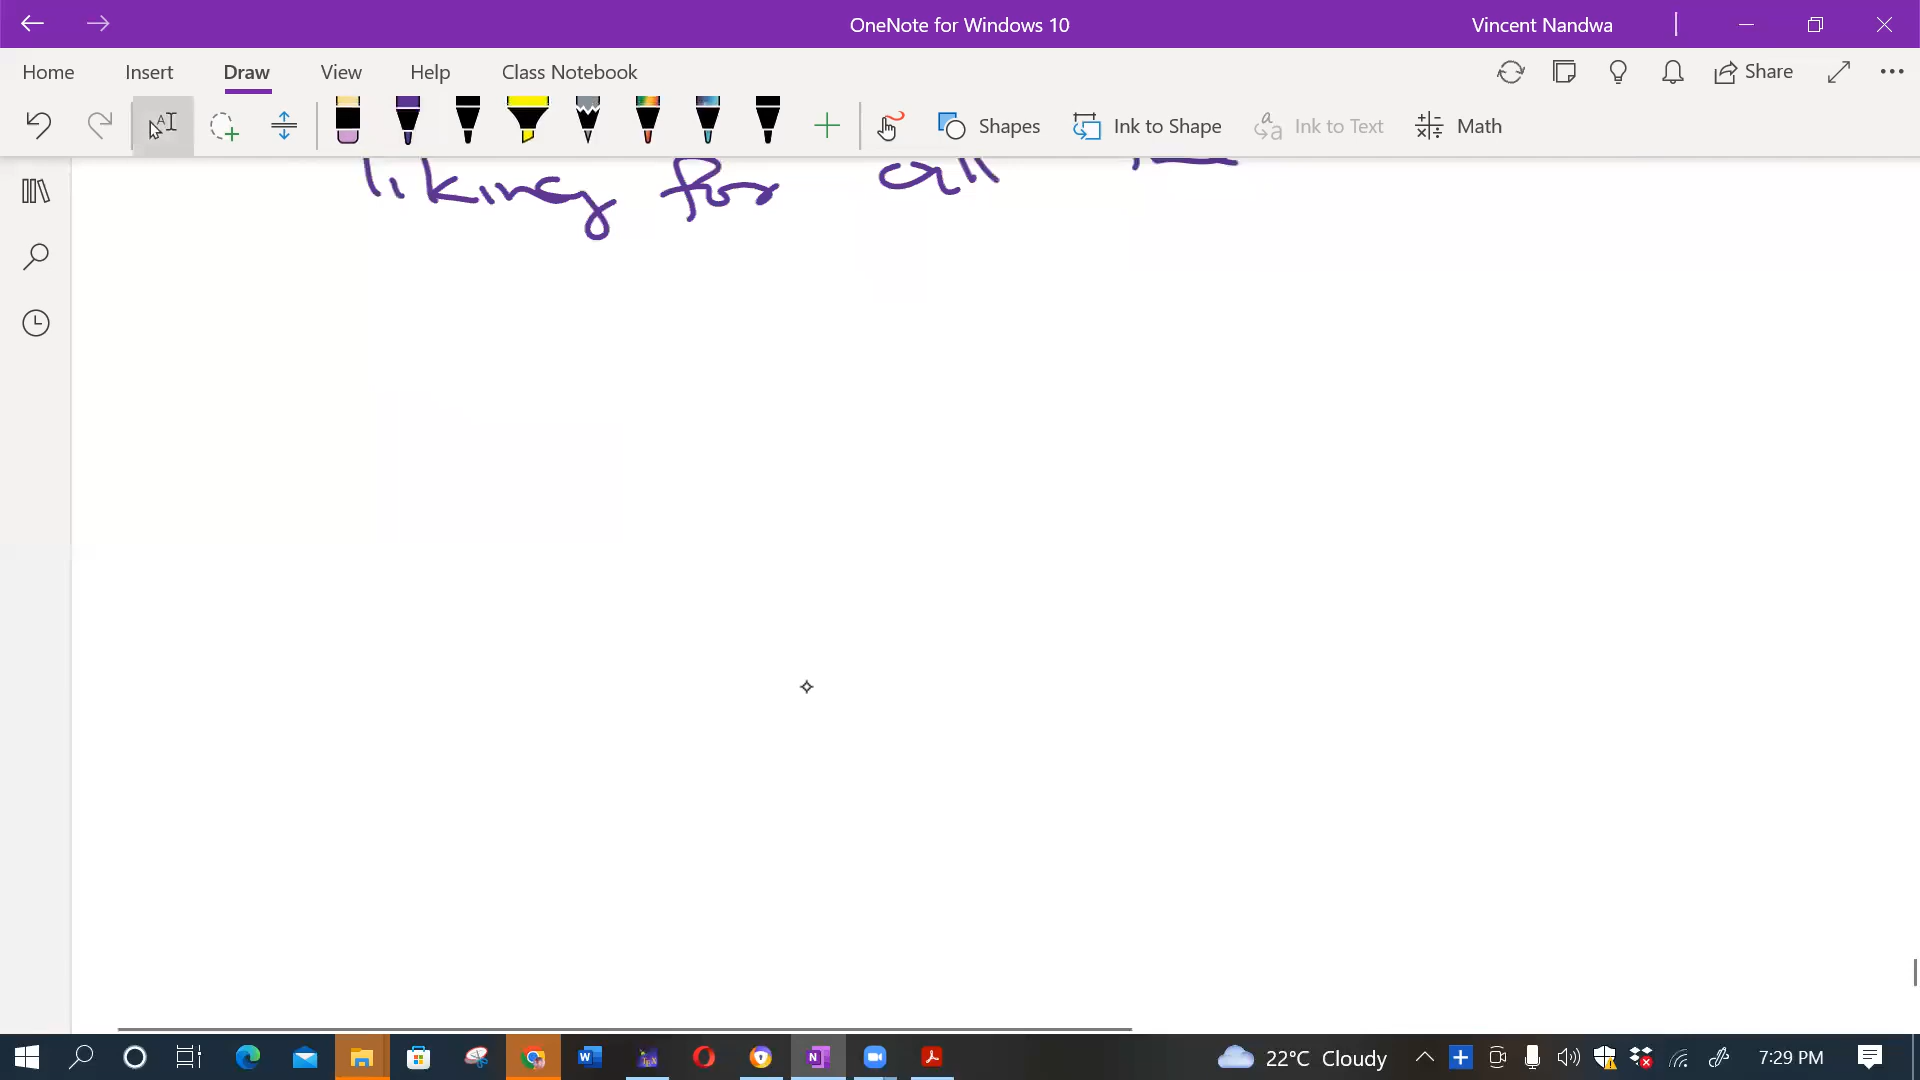 OneNote for Windows 10
Vincent Nandwa
Home Insert Draw View Help Class Notebook
Share
Shapes Ink to Shape Ink to Text Math
liking for all
22°C Cloudy
7:29 PM